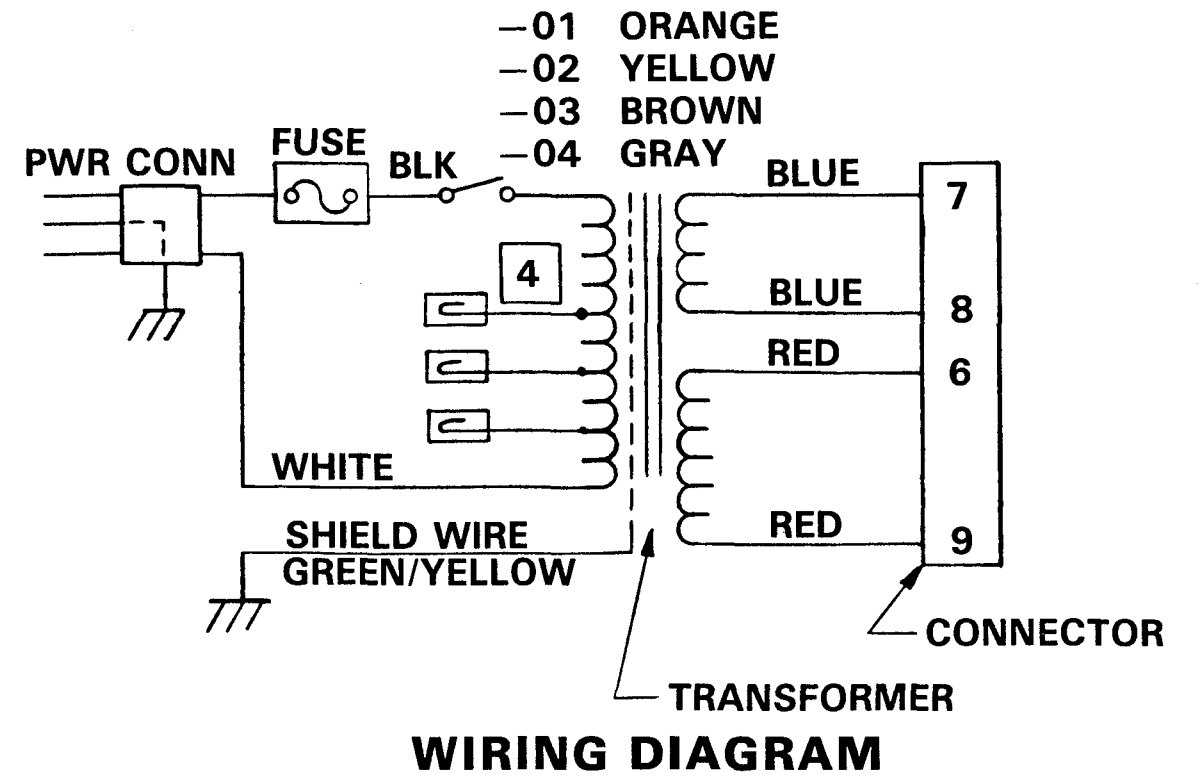 —01 ORANGE
—02 YELLOW
—03 BROWN
—04 GRAY
PWR CONN
FUSE
BLK
BLUE
7
4
BLUE
8
RED
6
WHITE
RED
9
SHIELD WIRE
GREEN/YELLOW
CONNECTOR
TRANSFORMER
WIRING DIAGRAM